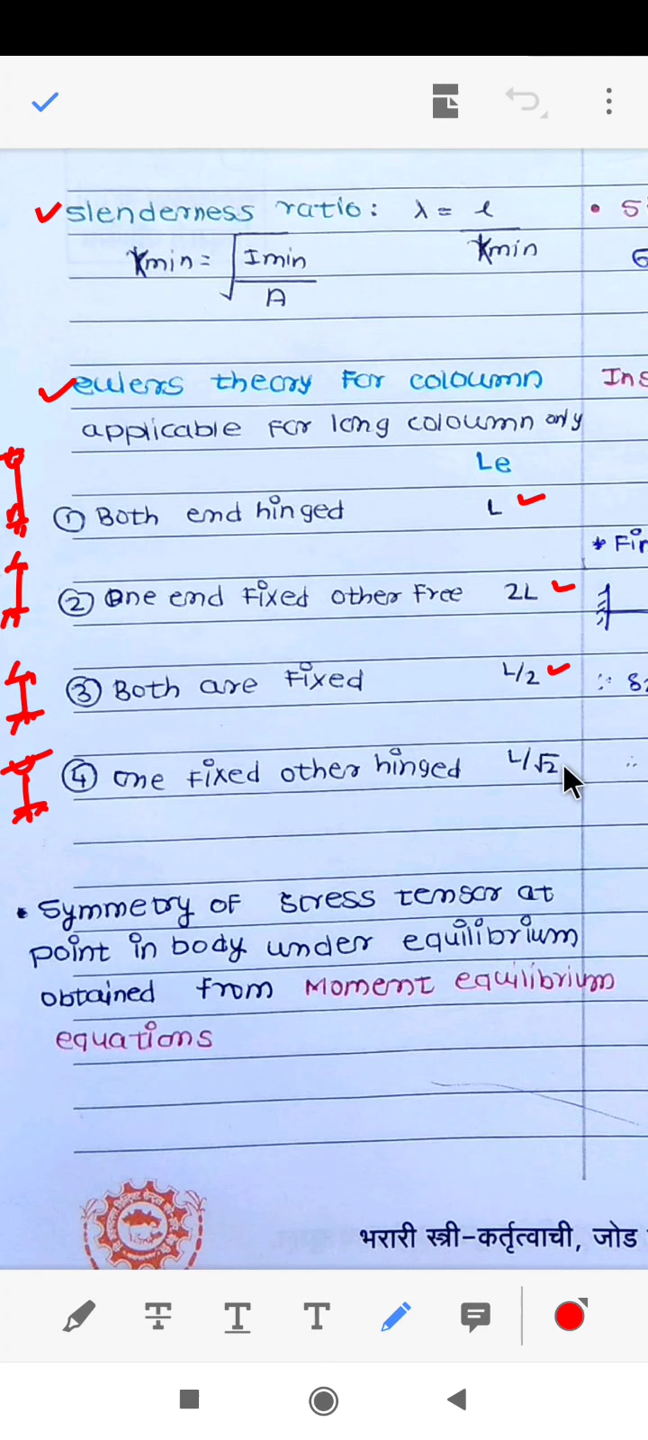 slenderness ratio: λ = l / Kmin
Kmin = √ Imin / A
eulers theory for coloumn
applicable for long coloumn only
Le
① Both end hinged L
② One end fixed other free 2L
③ Both are fixed L/2
④ one fixed other hinged L/√2
• Symmetry of stress tensor at
point in body under equilibrium
obtained from Moment equilibrium
equations
• S
Ins
* Fir
भरारी स्त्री-कर्तृत्वाची, जोड
T T T